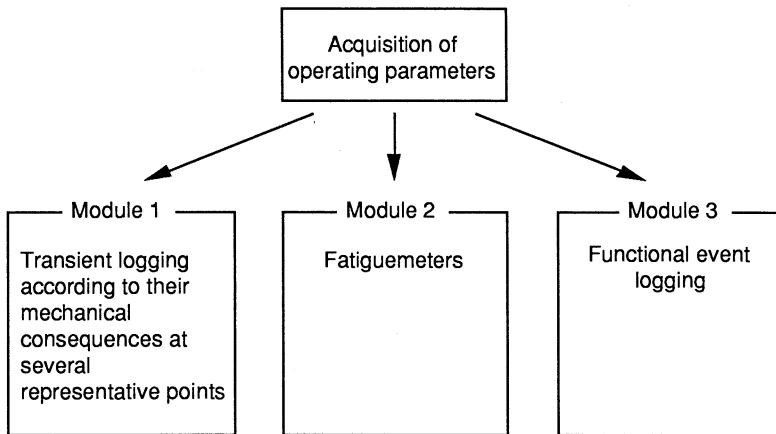 Acquisition of
operating parameters
Module 1
Transient logging
according to their
mechanical
consequences at
several
representative points
Module 2
Fatiguemeters
Module 3
Functional event
logging